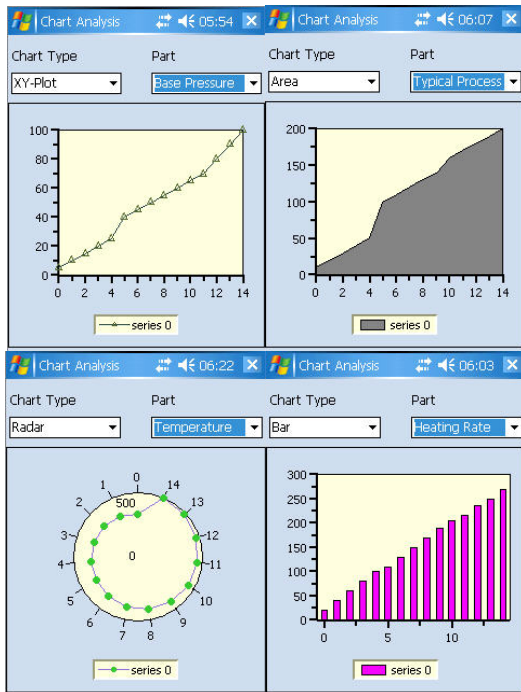 Chart Analysis 05:54
Chart Type Part
XY-Plot Base Pressure
100
80
60
40
20
0
0 2 4 6 8 10 12 14
series 0
Chart Analysis 06:07
Chart Type Part
Area Typical Process
200
150
100
50
0
0 2 4 6 8 10 12 14
series 0
Chart Analysis 06:22
Chart Type Part
Radar Temperature
0
1 14
500
2 13
3 12
0
4 11
5 10
6 9
7 8
series 0
Chart Analysis 06:03
Chart Type Part
Bar Heating Rate
300
250
200
150
100
50
0
0 5 10
series 0